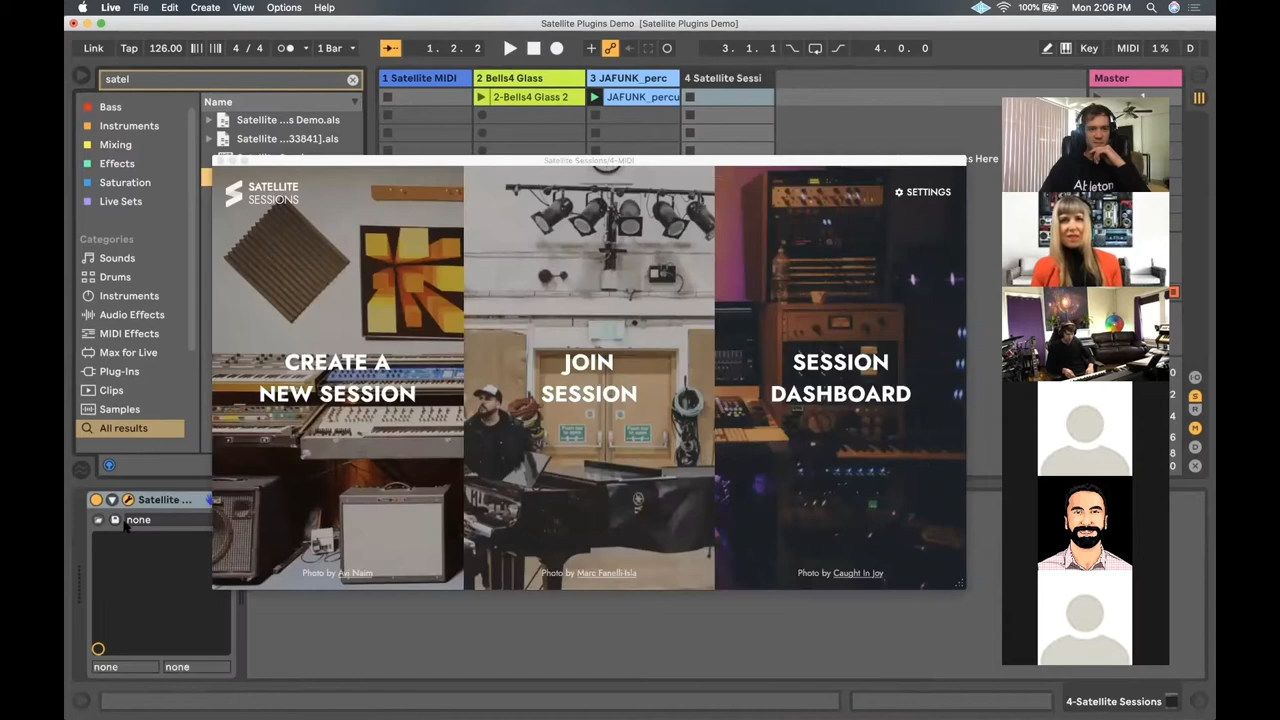 Live File Edit Create View Options Help
100% Mon 2:06 PM
Satellite Plugins Demo [Satellite Plugins Demo]
Link Tap 126.00 4 / 4 1 Bar 1. 2. 2 3. 1. 1 4. 0. 0 Key MIDI 1 % D
satel
1 Satellite MIDI 2 Bells4 Glass 3 JAFUNK_perc 4 Satellite Sessi Master
2-Bells4 Glass 2 JAFUNK_percu 1
Bass
Instruments
Mixing
Effects
Saturation
Live Sets
Categories
Sounds
Drums
Instruments
Audio Effects
MIDI Effects
Max for Live
Plug-Ins
Clips
Samples
All results
Name
Satellite ...s Demo.als
Satellite ...33841].als
s Here
Satellite Sessions/4-MIDI
SATELLITE
SESSIONS
SETTINGS
CREATE A
NEW SESSION
JOIN
SESSION
SESSION
DASHBOARD
Photo by Avi Naim
Photo by Marc Fanelli-Isla
Photo by Caught In Joy
Satellite ...
none
none none
4-Satellite Sessions